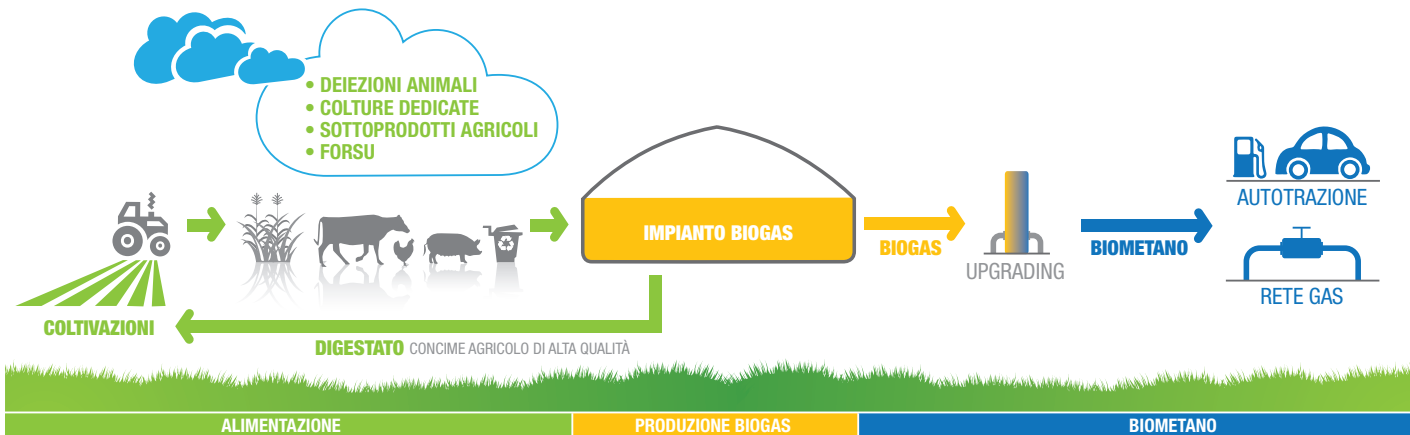 • DEIEZIONI ANIMALI
• COLTURE DEDICATE
• SOTTOPRODOTTI AGRICOLI
• FORSU
COLTIVAZIONI
IMPIANTO BIOGAS
BIOGAS
UPGRADING
BIOMETANO
AUTOTRAZIONE
RETE GAS
DIGESTATO CONCIME AGRICOLO DI ALTA QUALITÀ
ALIMENTAZIONE
PRODUZIONE BIOGAS
BIOMETANO